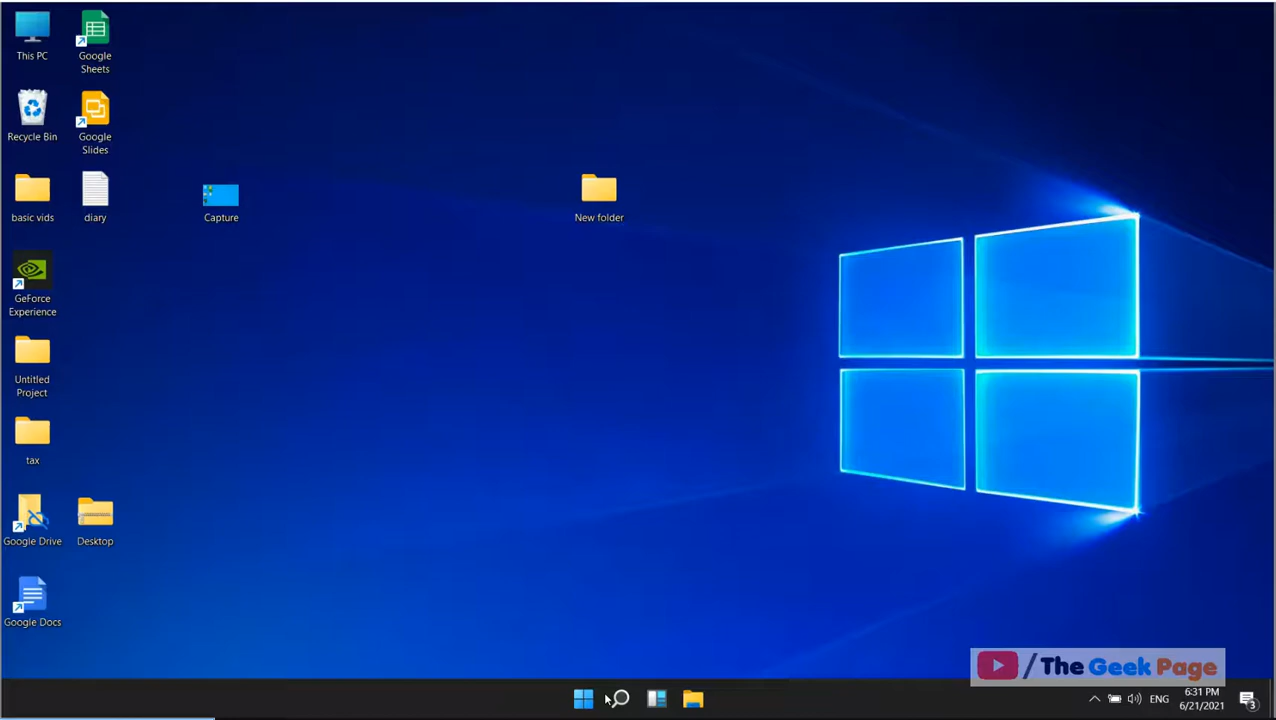 This PC
Google
Sheets
Recycle Bin
Google
Slides
basic vids
diary
Capture
New folder
GeForce
Experience
Untitled
Project
tax
Google Drive
Desktop
Google Docs
/The Geek Page
ENG
6:31 PM
6/21/2021
3